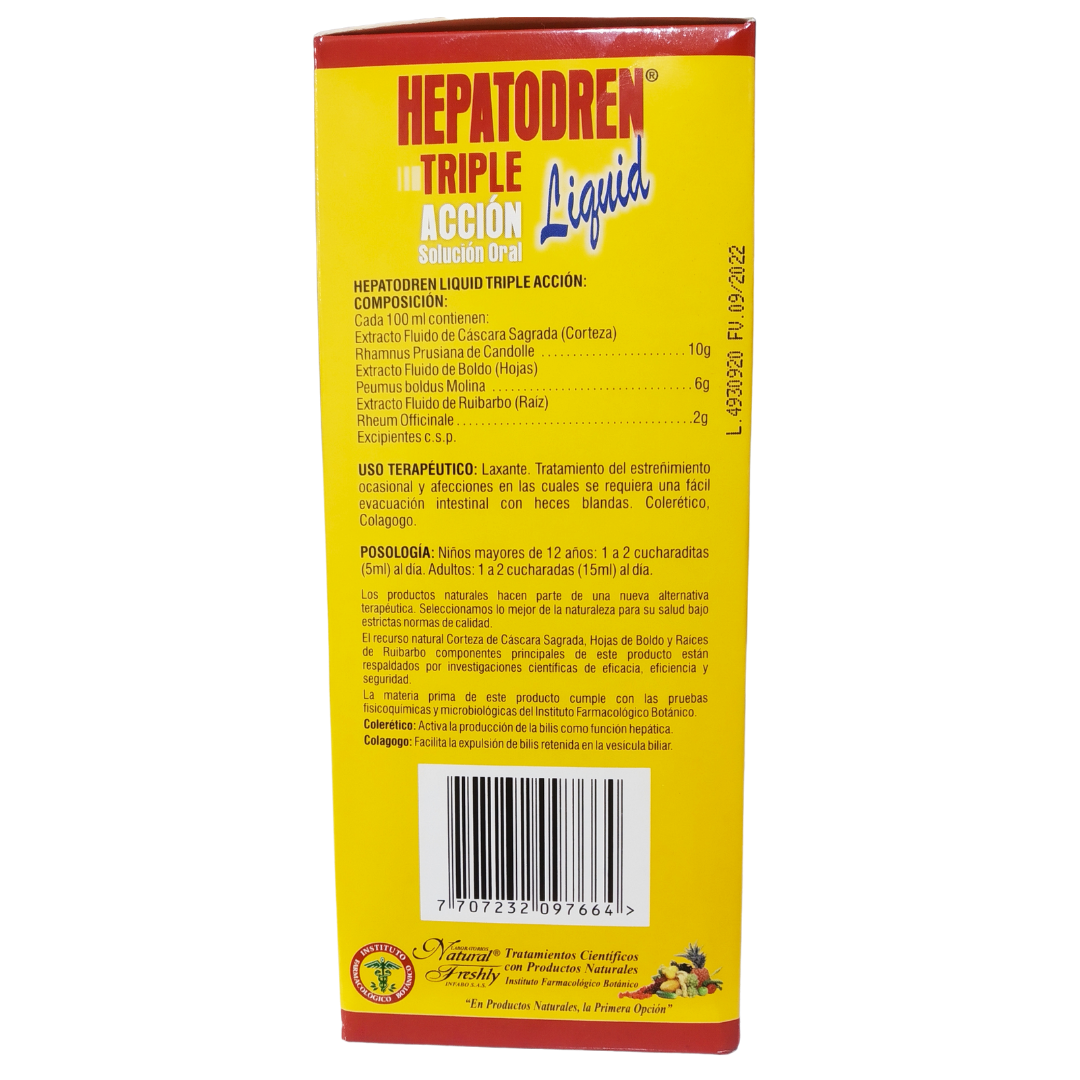 HEPATODREN®
TRIPLE
Liquid
ACCIÓN
Solución Oral
HEPATODREN LIQUID TRIPLE ACCIÓN:
COMPOSICIÓN:
Cada 100 ml contienen:
Extracto Fluido de Cáscara Sagrada (Corteza)
Rhamnus Prusiana de Candolle ........................ 10g
Extracto Fluido de Boldo (Hojas)
Peumus boldus Molina ................................. 6g
Extracto Fluido de Ruibarbo (Raíz)
Rheum Officinale ...................................... 2g
Excipientes c.s.p.
L.4930920 FV.09/2022
USO TERAPÉUTICO: Laxante. Tratamiento del estreñimiento
ocasional y afecciones en las cuales se requiera una fácil
evacuación intestinal con heces blandas. Colerético,
Colagogo.
POSOLOGÍA: Niños mayores de 12 años: 1 a 2 cucharaditas
(5ml) al día. Adultos: 1 a 2 cucharadas (15ml) al día.
Los productos naturales hacen parte de una nueva alternativa
terapéutica. Seleccionamos lo mejor de la naturaleza para su salud bajo
estrictas normas de calidad.
El recurso natural Corteza de Cáscara Sagrada, Hojas de Boldo y Raíces
de Ruibarbo componentes principales de este producto están
respaldados por investigaciones científicas de eficacia, eficiencia y
seguridad.
La materia prima de este producto cumple con las pruebas
fisicoquímicas y microbiológicas del Instituto Farmacológico Botánico.
Colerético: Activa la producción de la bilis como función hepática.
Colagogo: Facilita la expulsión de bilis retenida en la vesícula biliar.
7 707232 097664 >
INSTITUTO
FARMACOLÓGICO BOTÁNICO
LABORATORIOS
Natural®
Freshly
INFABO S.A.S.
Tratamientos Científicos
con Productos Naturales
Instituto Farmacológico Botánico
"En Productos Naturales, la Primera Opción"